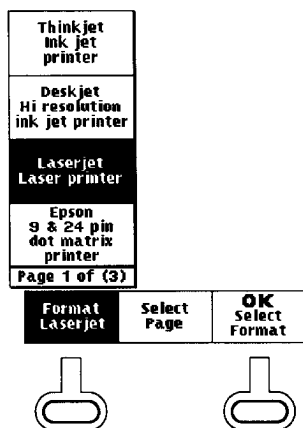 Thinkjet
Ink jet
printer
Deskjet
Hi resolution
ink jet printer
Laserjet
Laser printer
Epson
9 & 24 pin
dot matrix
printer
Page 1 of (3)
Format
Laserjet
Select
Page
OK
Select
Format